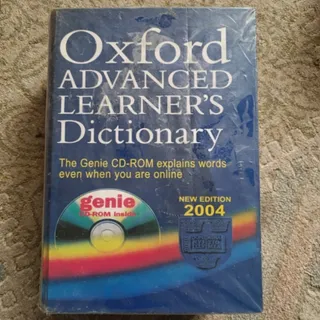 Oxford
ADVANCED
LEARNER'S
Dictionary
The Genie CD-ROM explains words
even when you are online
NEW EDITION
2004
genie
CD-ROM inside